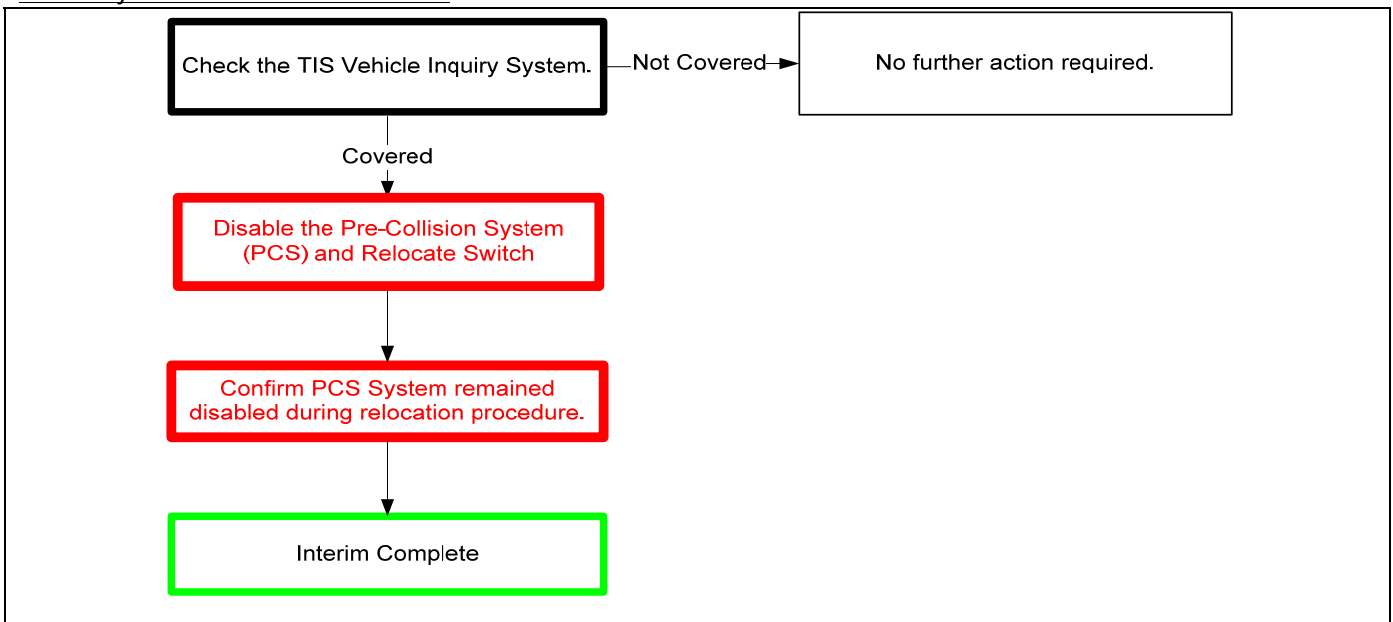 Check the TIS Vehicle Inquiry System.
Not Covered
No further action required.
Covered
Disable the Pre-Collision System
(PCS) and Relocate Switch
Confirm PCS System remained
disabled during relocation procedure.
Interim Complete